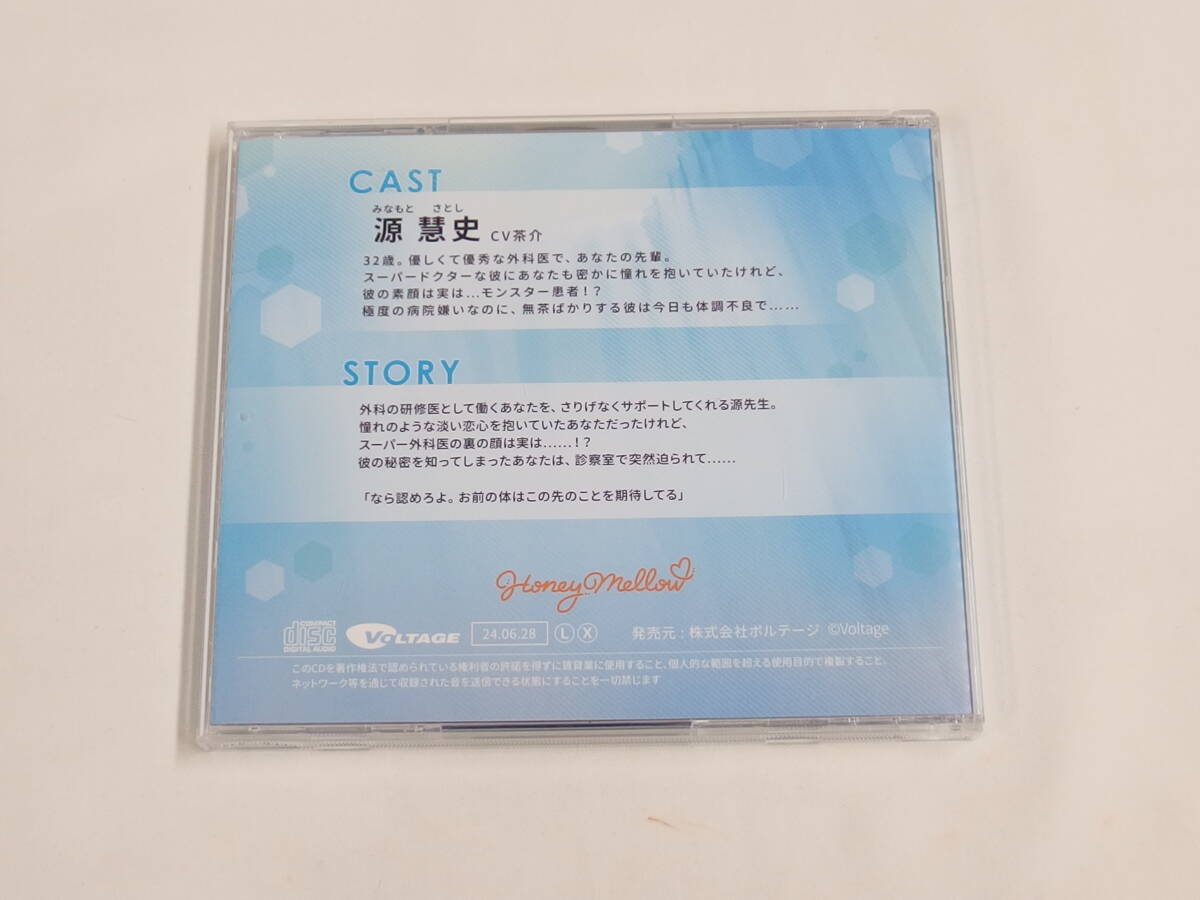 CAST
みなもと さとし
源 慧史 CV茶介
32歳。優しくて優秀な外科医で、あなたの先輩。
スーパードクターな彼にあなたも密かに憧れを抱いていたけれど、
彼の素顔は実は…モンスター患者!?
極度の病院嫌いなのに、無茶ばかりする彼は今日も体調不良で……
STORY
外科の研修医として働くあなたを、さりげなくサポートしてくれる源先生。
憧れのような淡い恋心を抱いていたあなただったけれど、
スーパー外科医の裏の顔は実は……!?
彼の秘密を知ってしまったあなたは、診察室で突然迫られて……
「なら認めろよ。お前の体はこの先のことを期待してる」
Honey Mellow
COMPACT disc DIGITAL AUDIO VOLTAGE 24.06.28 L X 発売元:株式会社ボルテージ ©Voltage
このCDを著作権法で認められている権利者の許諾を得ずに賃貸業に使用すること、個人的な範囲を超える使用目的で複製すること、
ネットワーク等を通じて収録された音を送信できる状態にすることを一切禁じます